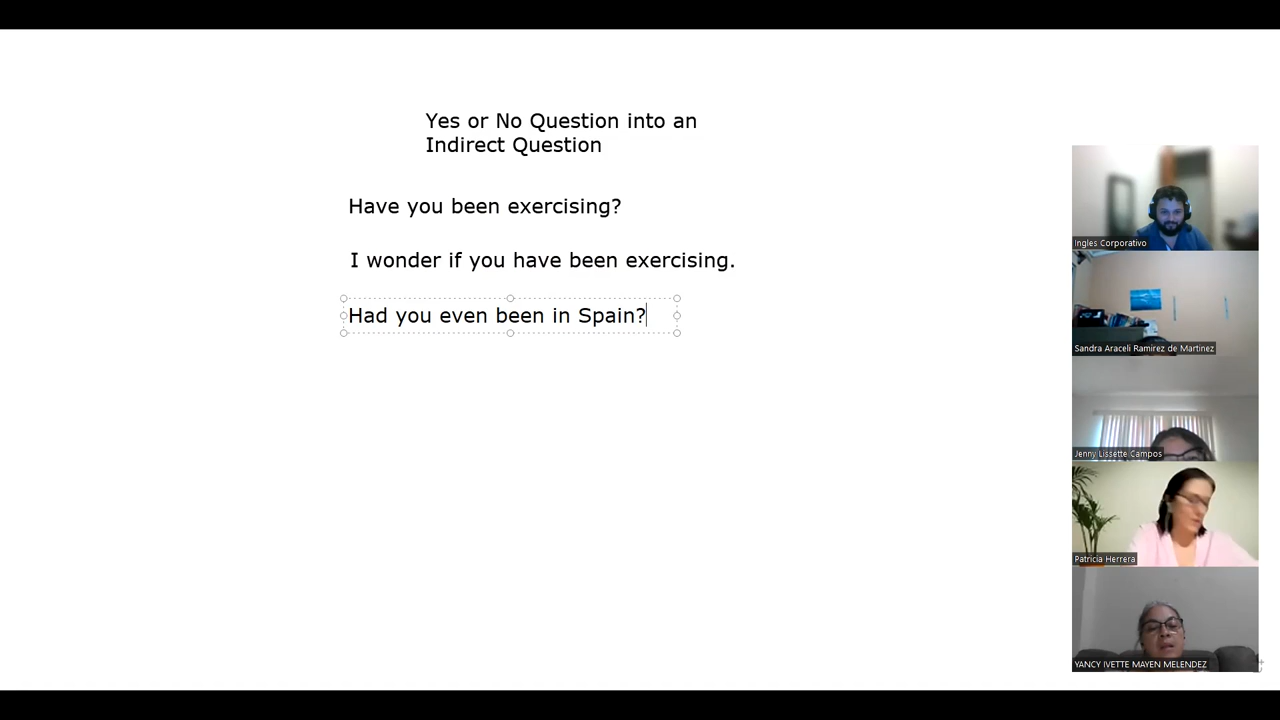 Yes or No Question into an
Indirect Question
Have you been exercising?
I wonder if you have been exercising.
Had you even been in Spain?
Ingles Corporativo
Sandra Araceli Ramirez de Martinez
Jenny Lissette Campos
Patricia Herrera
YANCY IVETTE MAYEN MELENDEZ